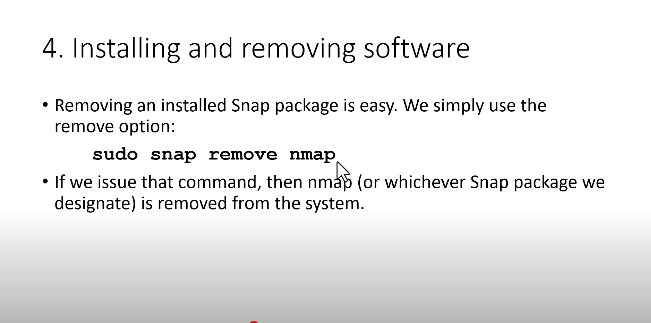 4. Installing and removing software
• Removing an installed Snap package is easy. We simply use the
remove option:
sudo snap remove nmap
• If we issue that command, then nmap (or whichever Snap package we
designate) is removed from the system.